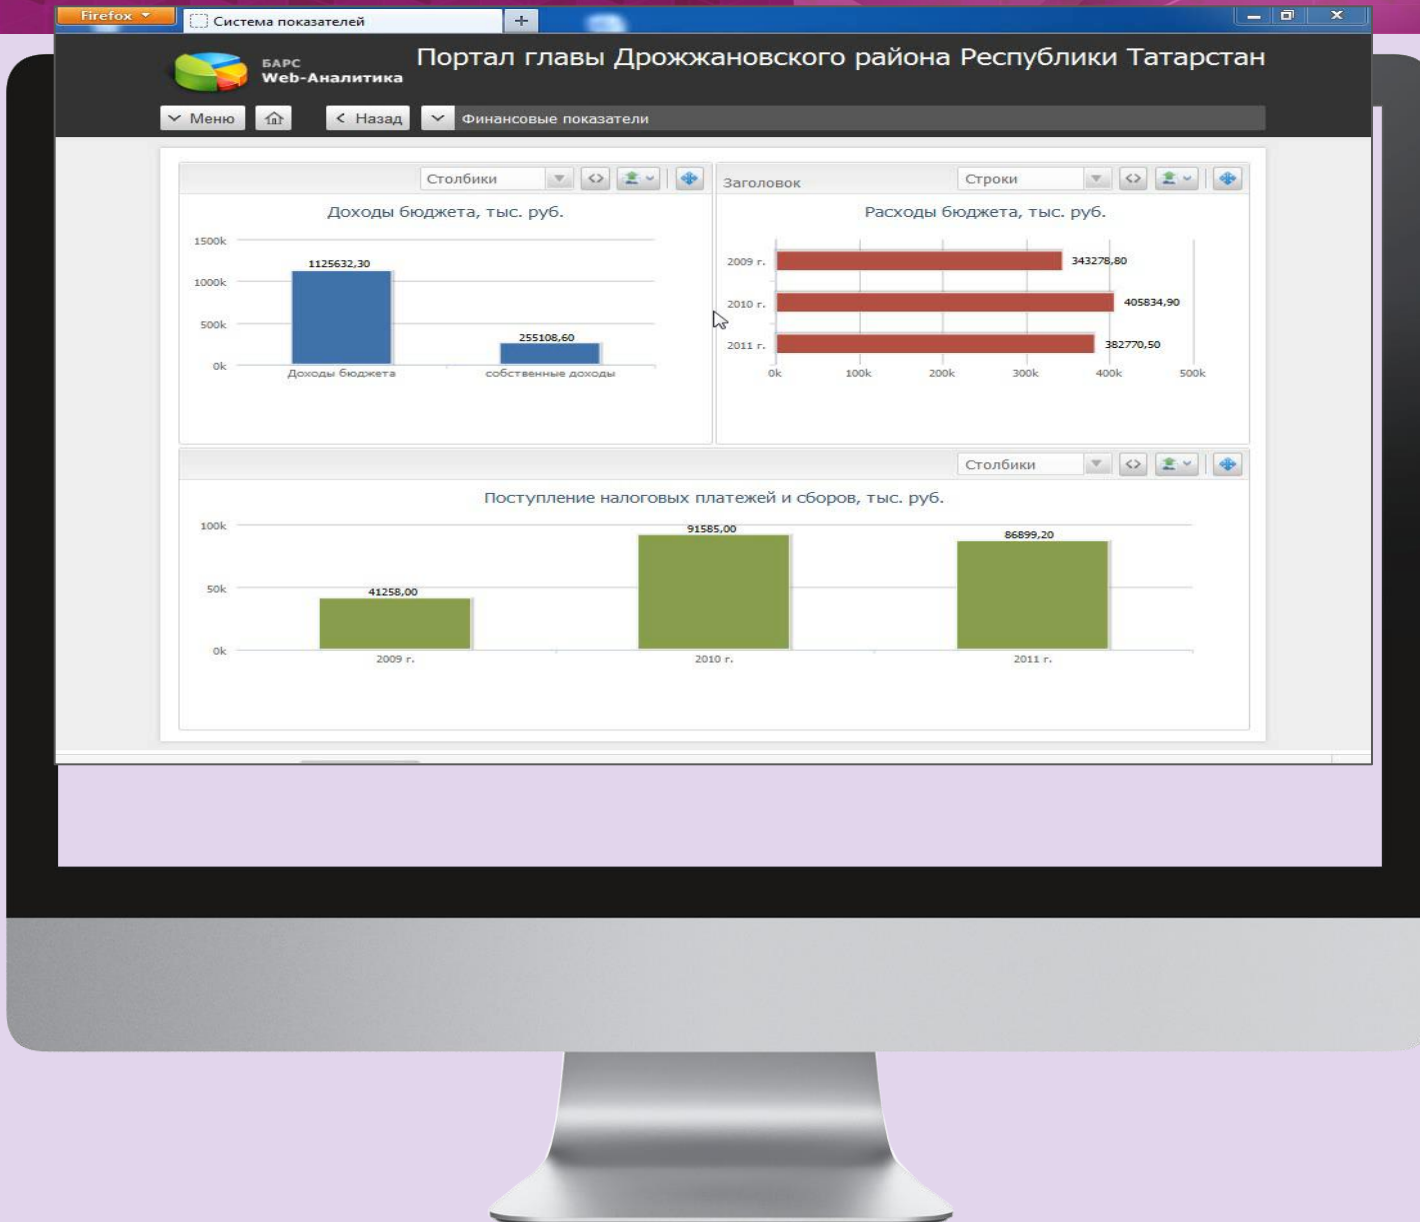 Firefox
Система показателей
+
БАРС
Web-Аналитика
Портал главы Дрожжановского района Республики Татарстан
Меню
Назад
Финансовые показатели
Столбики
Доходы бюджета, тыс. руб.
1500k
1125632,30
1000k
500k
255108,60
0k
Доходы бюджета
собственные доходы
Заголовок
Строки
Расходы бюджета, тыс. руб.
2009 г.
343278,80
2010 г.
405834,90
2011 г.
382770,50
0k 100k 200k 300k 400k 500k
Столбики
Поступление налоговых платежей и сборов, тыс. руб.
100k
91585,00
86899,20
50k
41258,00
0k
2009 г. 2010 г. 2011 г.